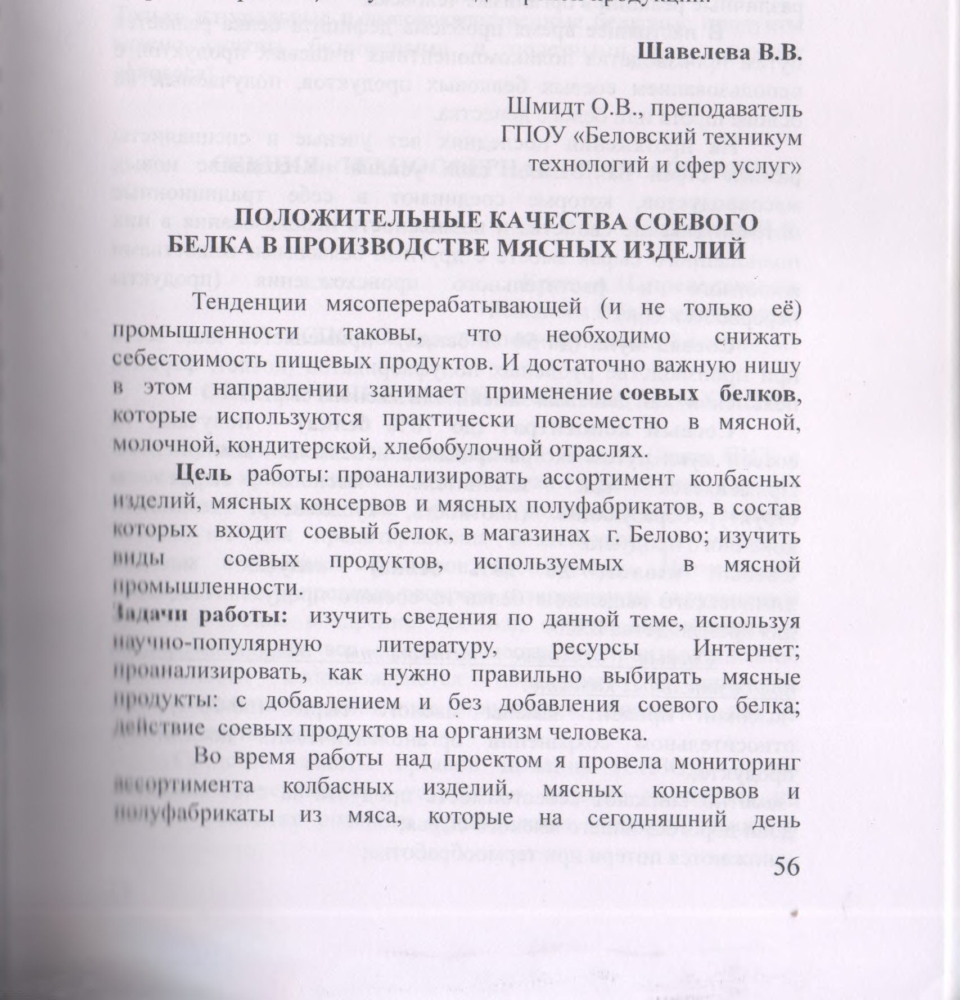 Шавелева В.В.
Шмидт О.В., преподаватель
ГПОУ «Беловский техникум
технологий и сфер услуг»
ПОЛОЖИТЕЛЬНЫЕ КАЧЕСТВА СОЕВОГО
БЕЛКА В ПРОИЗВОДСТВЕ МЯСНЫХ ИЗДЕЛИЙ
Тенденции мясоперерабатывающей (и не только её)
промышленности таковы, что необходимо снижать
себестоимость пищевых продуктов. И достаточно важную нишу
в этом направлении занимает применение соевых белков,
которые используются практически повсеместно в мясной,
молочной, кондитерской, хлебобулочной отраслях.
Цель работы: проанализировать ассортимент колбасных
изделий, мясных консервов и мясных полуфабрикатов, в состав
которых входит соевый белок, в магазинах г. Белово; изучить
виды соевых продуктов, используемых в мясной
промышленности.
Задачи работы: изучить сведения по данной теме, используя
научно-популярную литературу, ресурсы Интернет;
проанализировать, как нужно правильно выбирать мясные
продукты: с добавлением и без добавления соевого белка;
действие соевых продуктов на организм человека.
Во время работы над проектом я провела мониторинг
ассортимента колбасных изделий, мясных консервов и
полуфабрикаты из мяса, которые на сегодняшний день
56